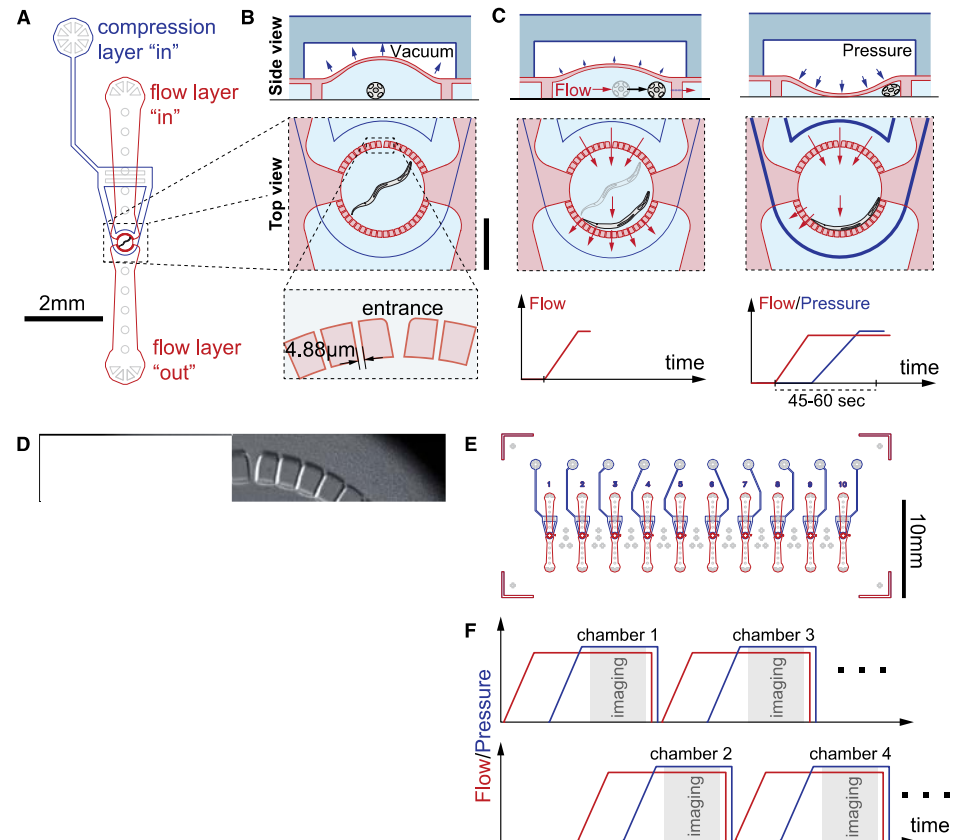 A
compression
layer “in”
flow layer
“in”
2mm
flow layer
“out”
B
Side view
Vacuum
Top view
entrance
4.88µm
C
Flow
Pressure
Flow
time
Flow/Pressure
time
45-60 sec
D
E
1 2 3 4 5 6 7 8 9 10
10mm
F
Flow/Pressure
chamber 1
imaging
chamber 3
imaging
chamber 2
imaging
chamber 4
imaging
time